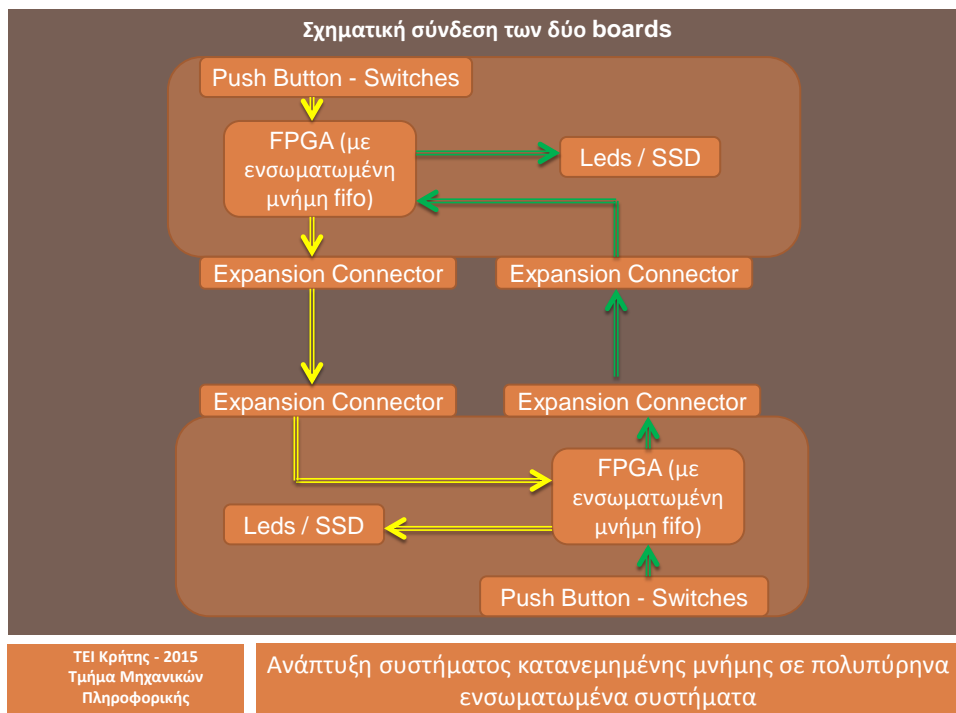 Σχηματική σύνδεση των δύο boards
Push Button - Switches
FPGA (με
ενσωματωμένη
μνήμη fifo)
Leds / SSD
Expansion Connector
Expansion Connector
Expansion Connector
Expansion Connector
FPGA (με
ενσωματωμένη
μνήμη fifo)
Leds / SSD
Push Button - Switches
ΤΕΙ Κρήτης - 2015
Τμήμα Μηχανικών
Πληροφορικής
Ανάπτυξη συστήματος κατανεμημένης μνήμης σε πολυπύρηνα
ενσωματωμένα συστήματα